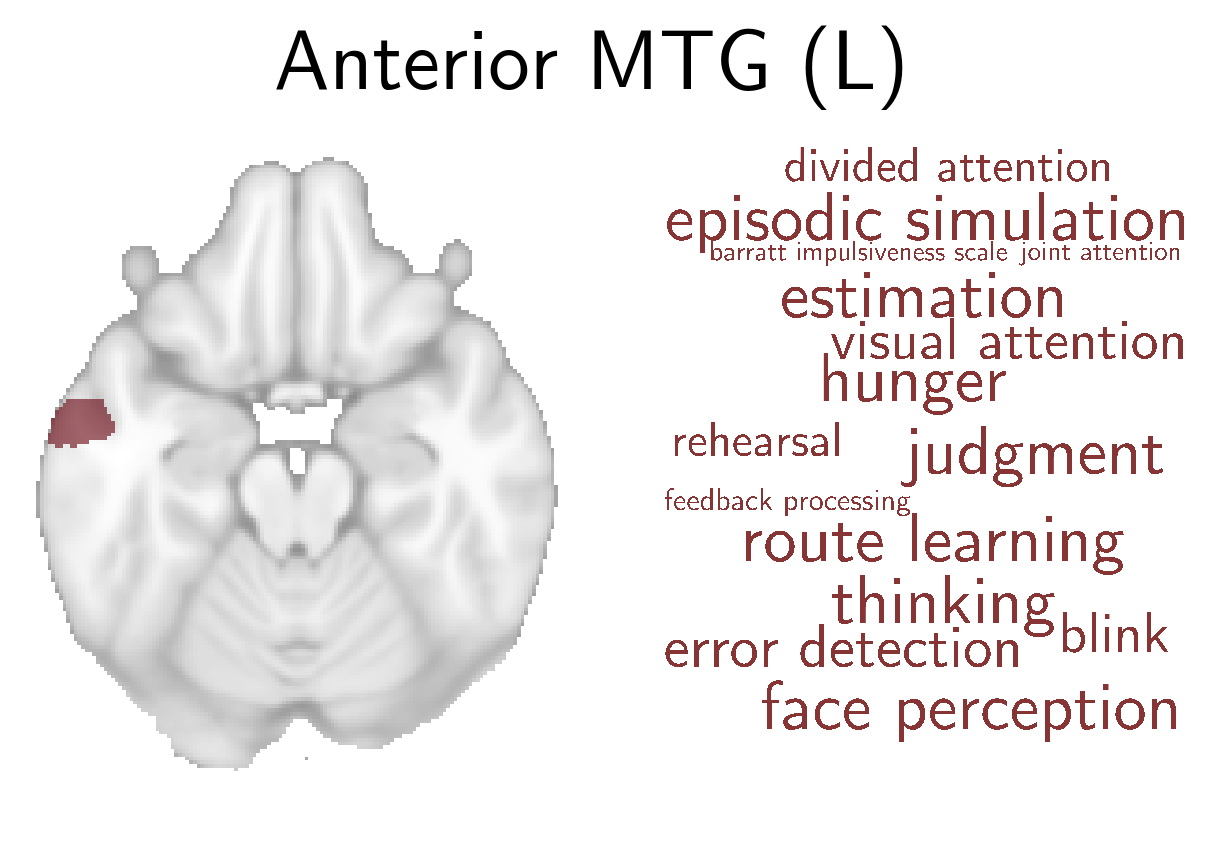 Anterior MTG (L)
divided attention
episodic simulation
barratt impulsiveness scale joint attention
estimation
visual attention
hunger
rehearsal judgment
feedback processing
route learning
thinking
blink
error detection
face perception